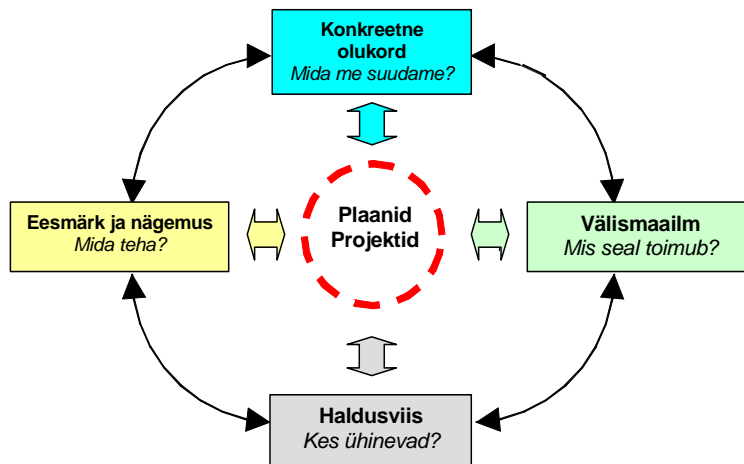 Konkreetne
olukord
Mida me suudame?
Eesmärk ja nägemus
Mida teha?
Plaanid
Projektid
Välismaailm
Mis seal toimub?
Haldusviis
Kes ühinevad?